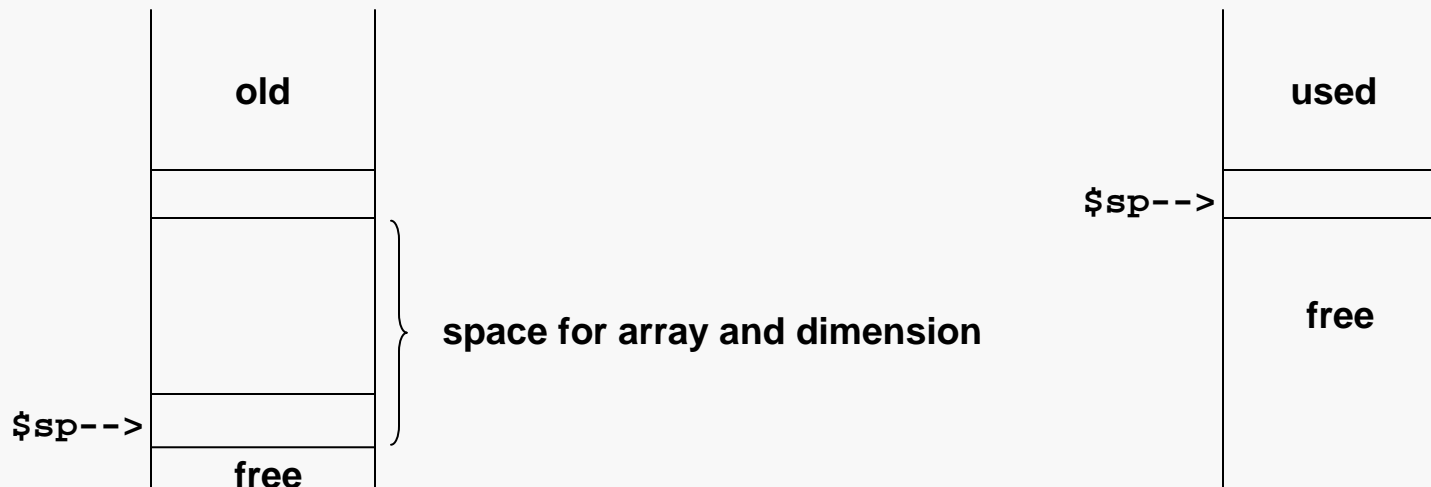 old
used
$sp-->
free
space for array and dimension
$sp-->
free